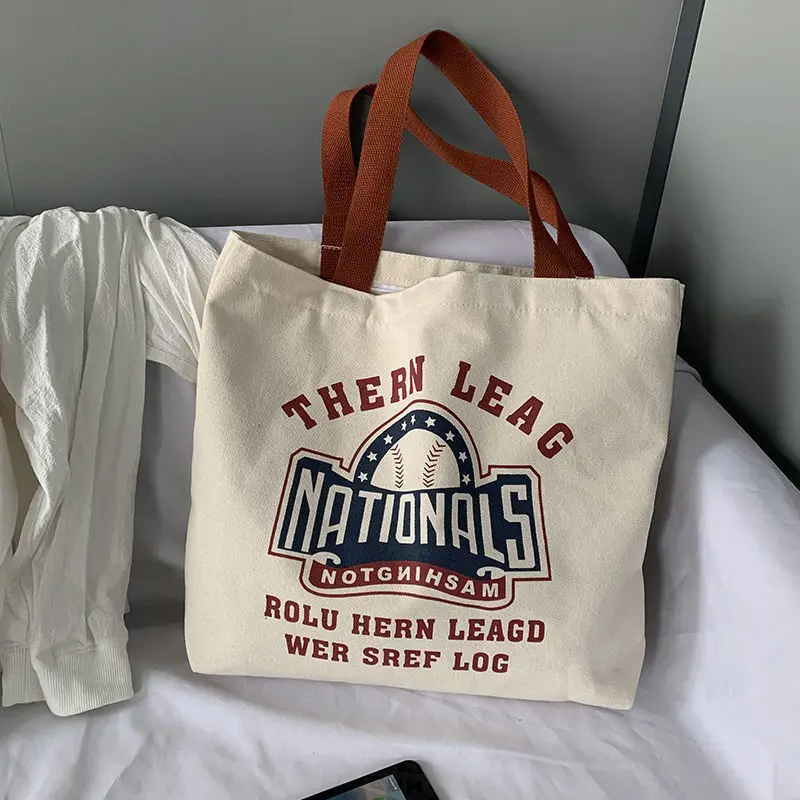 THERN LEAG
NATIONALS
NOTGNIHSAM
ROLU HERN LEAGD
WER SREF LOG